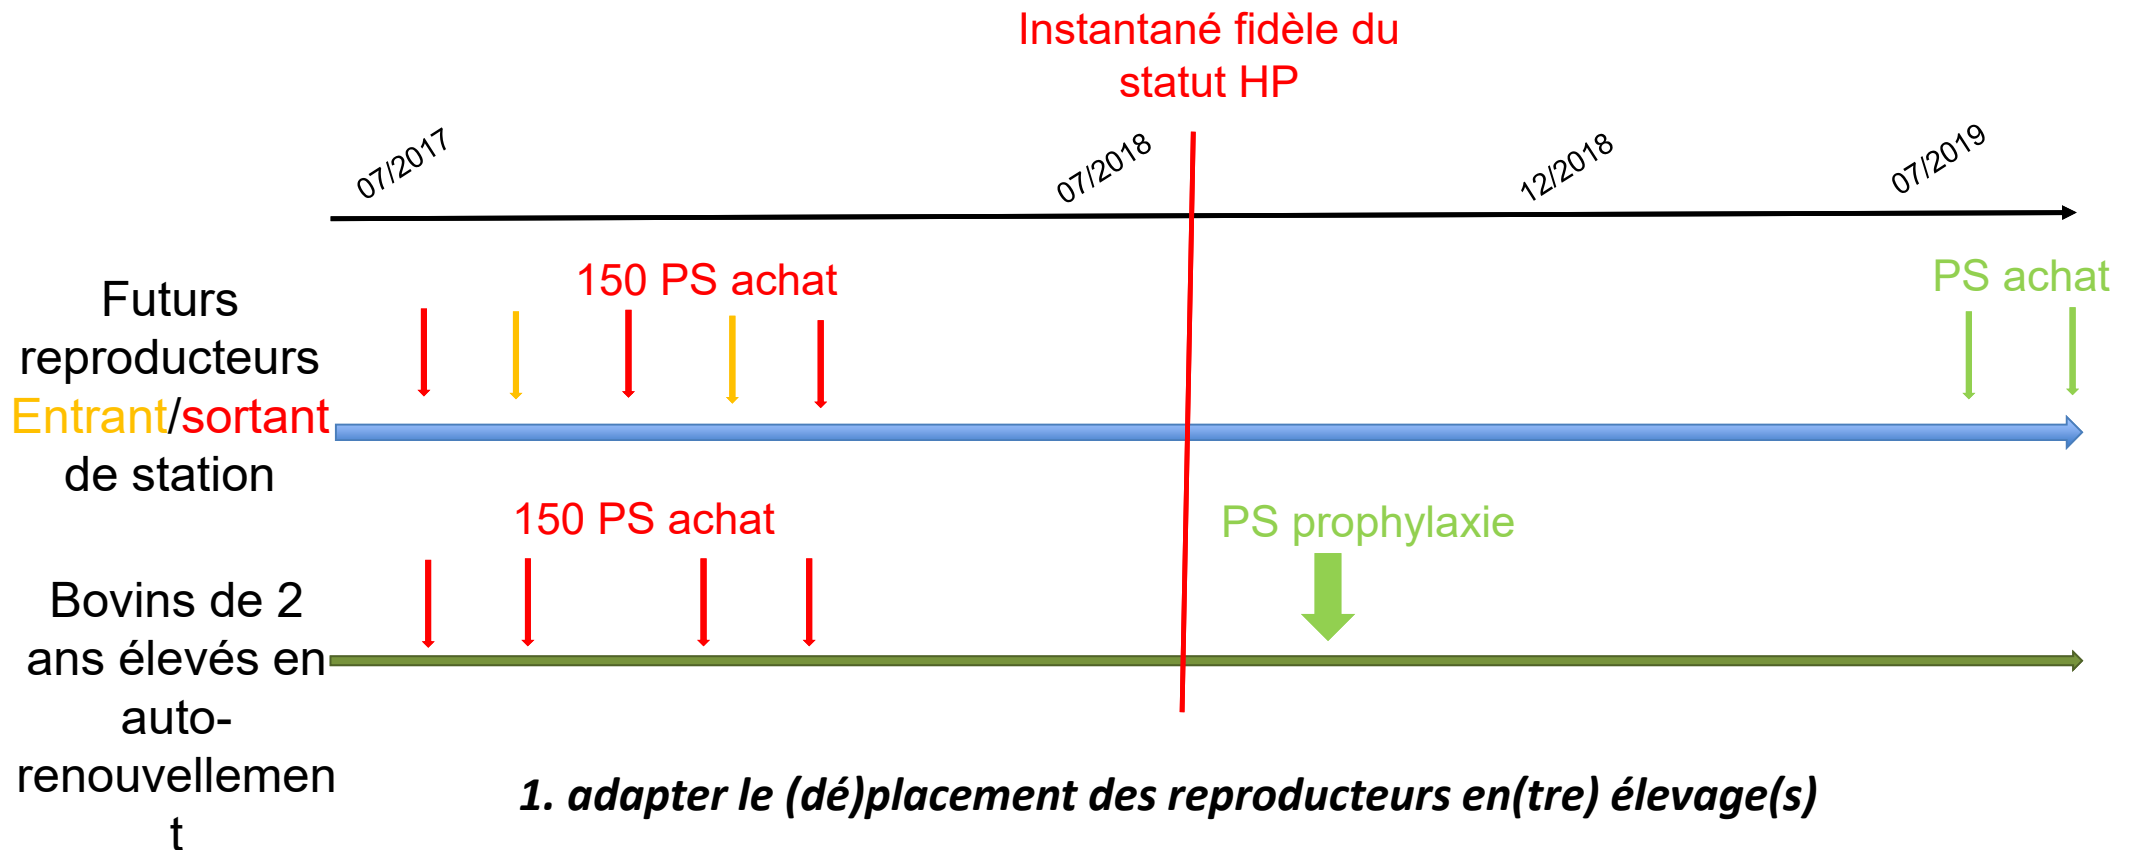 Instantané fidèle du
statut HP
07/2017
07/2018
12/2018
07/2019
150 PS achat
PS achat
Futurs
reproducteurs
Entrant/sortant
de station
150 PS achat
PS prophylaxie
Bovins de 2
ans élevés en
auto-
renouvellemen
t
1. adapter le (dé)placement des reproducteurs en(tre) élevage(s)